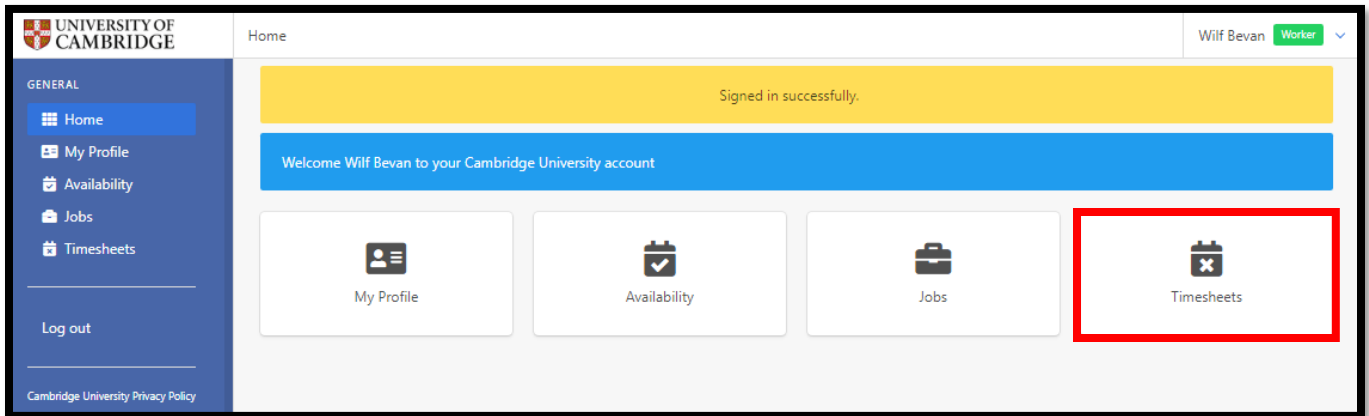 UNIVERSITY OF
CAMBRIDGE
Home
Wilf Bevan Worker
GENERAL
Home
My Profile
Availability
Jobs
Timesheets
Log out
Cambridge University Privacy Policy
Signed in successfully.
Welcome Wilf Bevan to your Cambridge University account
My Profile
Availability
Jobs
Timesheets